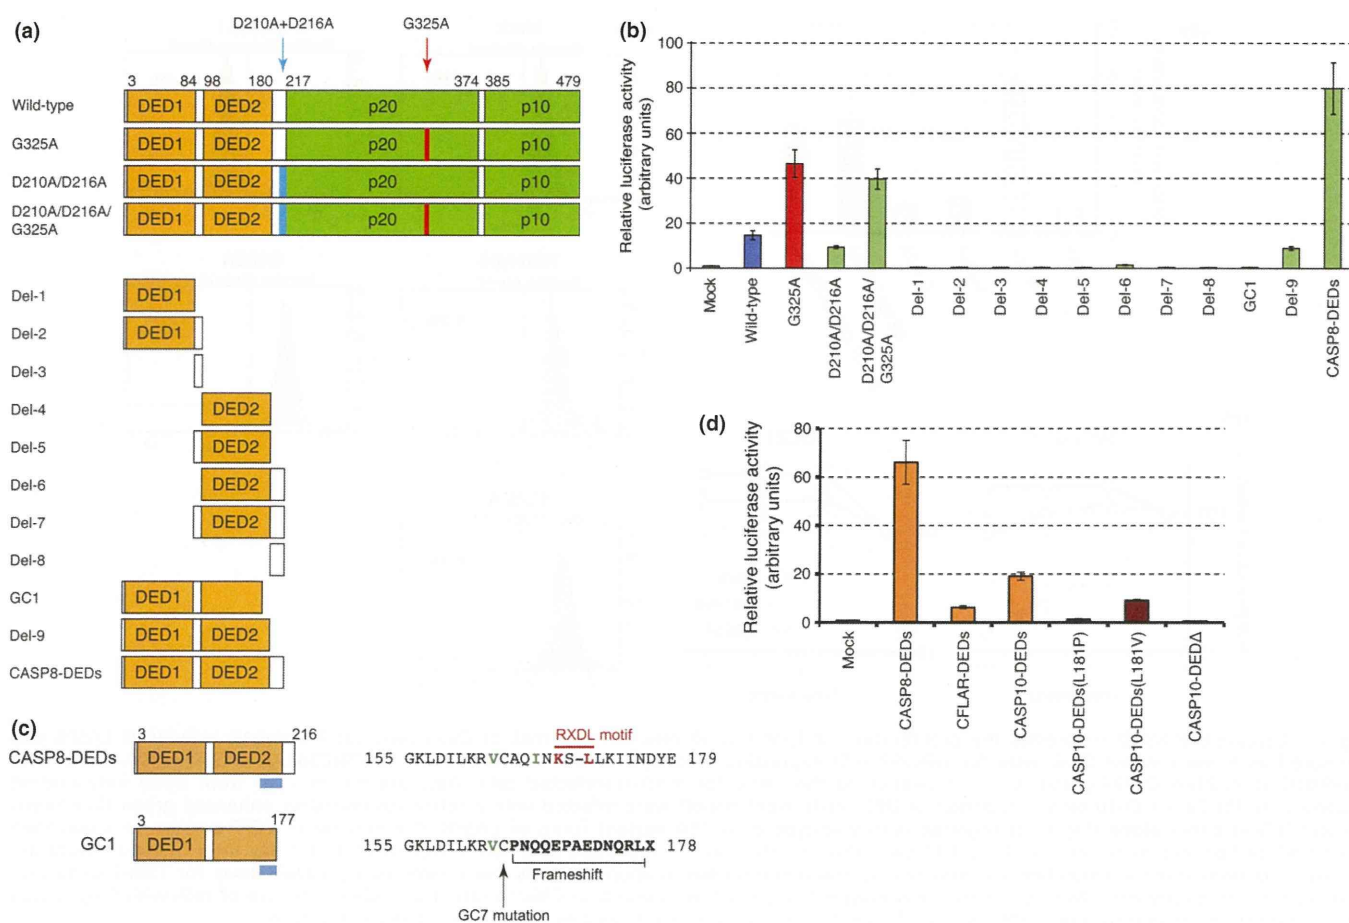 (a)
D210A+D216A
G325A
3 84 98 180 217 374 385 479
Wild-type DED1 DED2 p20 p10
G325A DED1 DED2 p20 p10
D210A/D216A DED1 DED2 p20 p10
D210A/D216A/
G325A DED1 DED2 p20 p10
Del-1 DED1
Del-2 DED1
Del-3
Del-4 DED2
Del-5 DED2
Del-6 DED2
Del-7 DED2
Del-8
GC1 DED1
Del-9 DED1 DED2
CASP8-DEDs DED1 DED2
(b)
Relative luciferase activity
(arbitrary units)
100
80
60
40
20
0
Mock
Wild-type
G325A
D210A/D216A
D210A/D216A/
G325A
Del-1
Del-2
Del-3
Del-4
Del-5
Del-6
Del-7
Del-8
GC1
Del-9
CASP8-DEDs
(c)
3 216
CASP8-DEDs DED1 DED2
RXDL motif
155 GKLDILKRVCAQINKS–LLKIINDYE 179
3 177
GC1 DED1
155 GKLDILKRVCPNQQEPAEDNQRLX 178
Frameshift
GC7 mutation
(d)
Relative luciferase activity
(arbitrary units)
80
60
40
20
0
Mock
CASP8-DEDs
CFLAR-DEDs
CASP10-DEDs
CASP10-DEDs(L181P)
CASP10-DEDs(L181V)
CASP10-DEDΔ